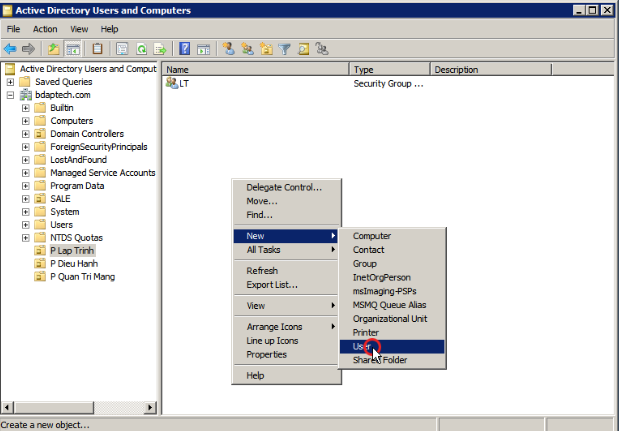 Active Directory Users and Computers
File Action View Help
Active Directory Users and Comput
Saved Queries
bdaptech.com
Builtin
Computers
Domain Controllers
ForeignSecurityPrincipals
LostAndFound
Managed Service Accounts
Program Data
SALE
System
Users
NTDS Quotas
P Lap Trinh
P Dieu Hanh
P Quan Tri Mang
Name Type Description
LT Security Group ...
Delegate Control...
Move...
Find...
New
All Tasks
Refresh
Export List...
View
Arrange Icons
Line up Icons
Properties
Help
Computer
Contact
Group
InetOrgPerson
msImaging-PSPs
MSMQ Queue Alias
Organizational Unit
Printer
User
Shared Folder
Create a new object...